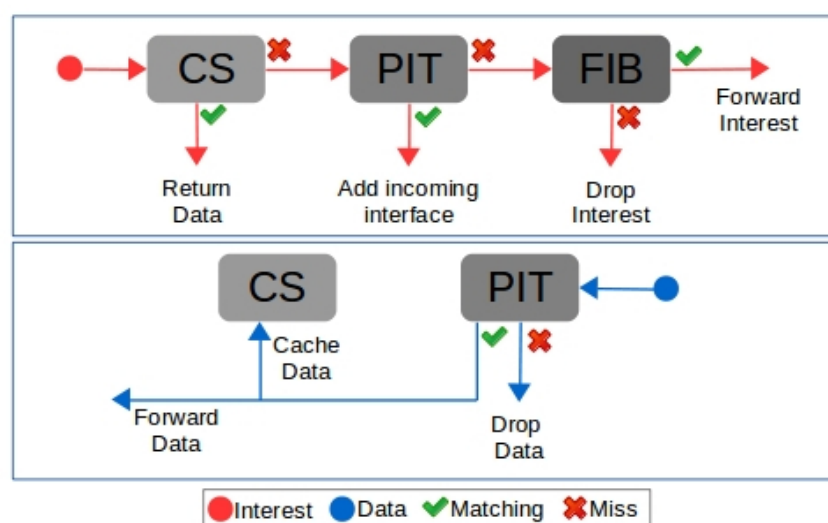 CS
PIT
FIB
Forward
Interest
Return
Data
Add incoming
interface
Drop
Interest
CS
PIT
Cache
Data
Forward
Data
Drop
Data
Interest Data Matching Miss